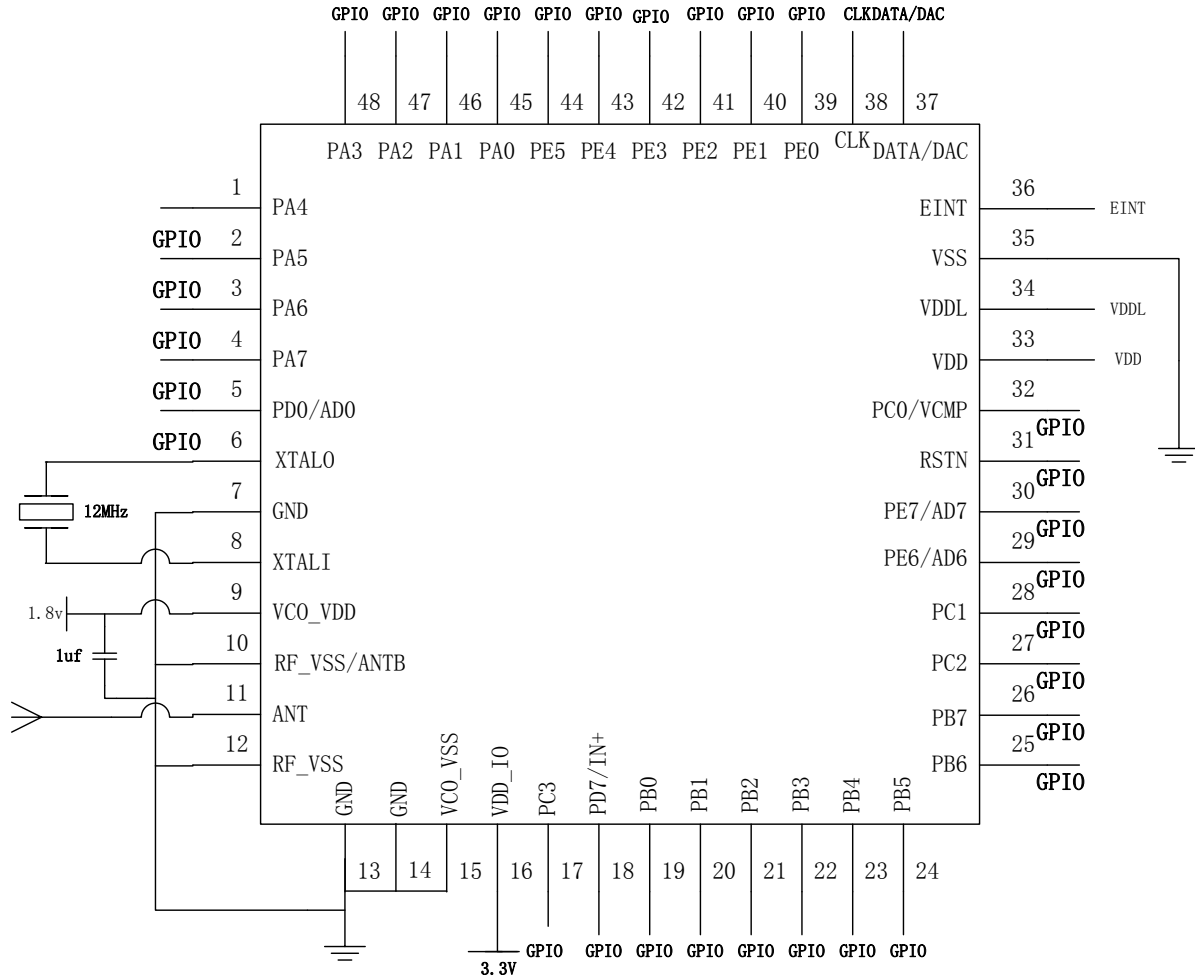 GPIO GPIO GPIO GPIO GPIO GPIO GPIO GPIO GPIO GPIO CLKDATA/DAC
48 47 46 45 44 43 42 41 40 39 38 37
PA3 PA2 PA1 PA0 PE5 PE4 PE3 PE2 PE1 PE0 CLK DATA/DAC
1 PA4 EINT 36 EINT
GPIO 2 PA5 VSS 35
GPIO 3 PA6 VDDL 34 VDDL
GPIO 4 PA7 VDD 33 VDD
GPIO 5 PD0/AD0 PC0/VCMP 32 GPIO
GPIO 6 XTALO RSTN 31 GPIO
12MHz 7 GND PE7/AD7 30 GPIO
8 XTALI PE6/AD6 29 GPIO
1.8v 9 VCO_VDD PC1 28 GPIO
1uf 10 RF_VSS/ANTB PC2 27 GPIO
11 ANT PB7 26 GPIO
12 RF_VSS PB6 25 GPIO
GND GND VCO_VSS VDD_IO PC3 PD7/IN+ PB0 PB1 PB2 PB3 PB4 PB5
13 14 15 16 17 18 19 20 21 22 23 24
3.3V GPIO GPIO GPIO GPIO GPIO GPIO GPIO GPIO